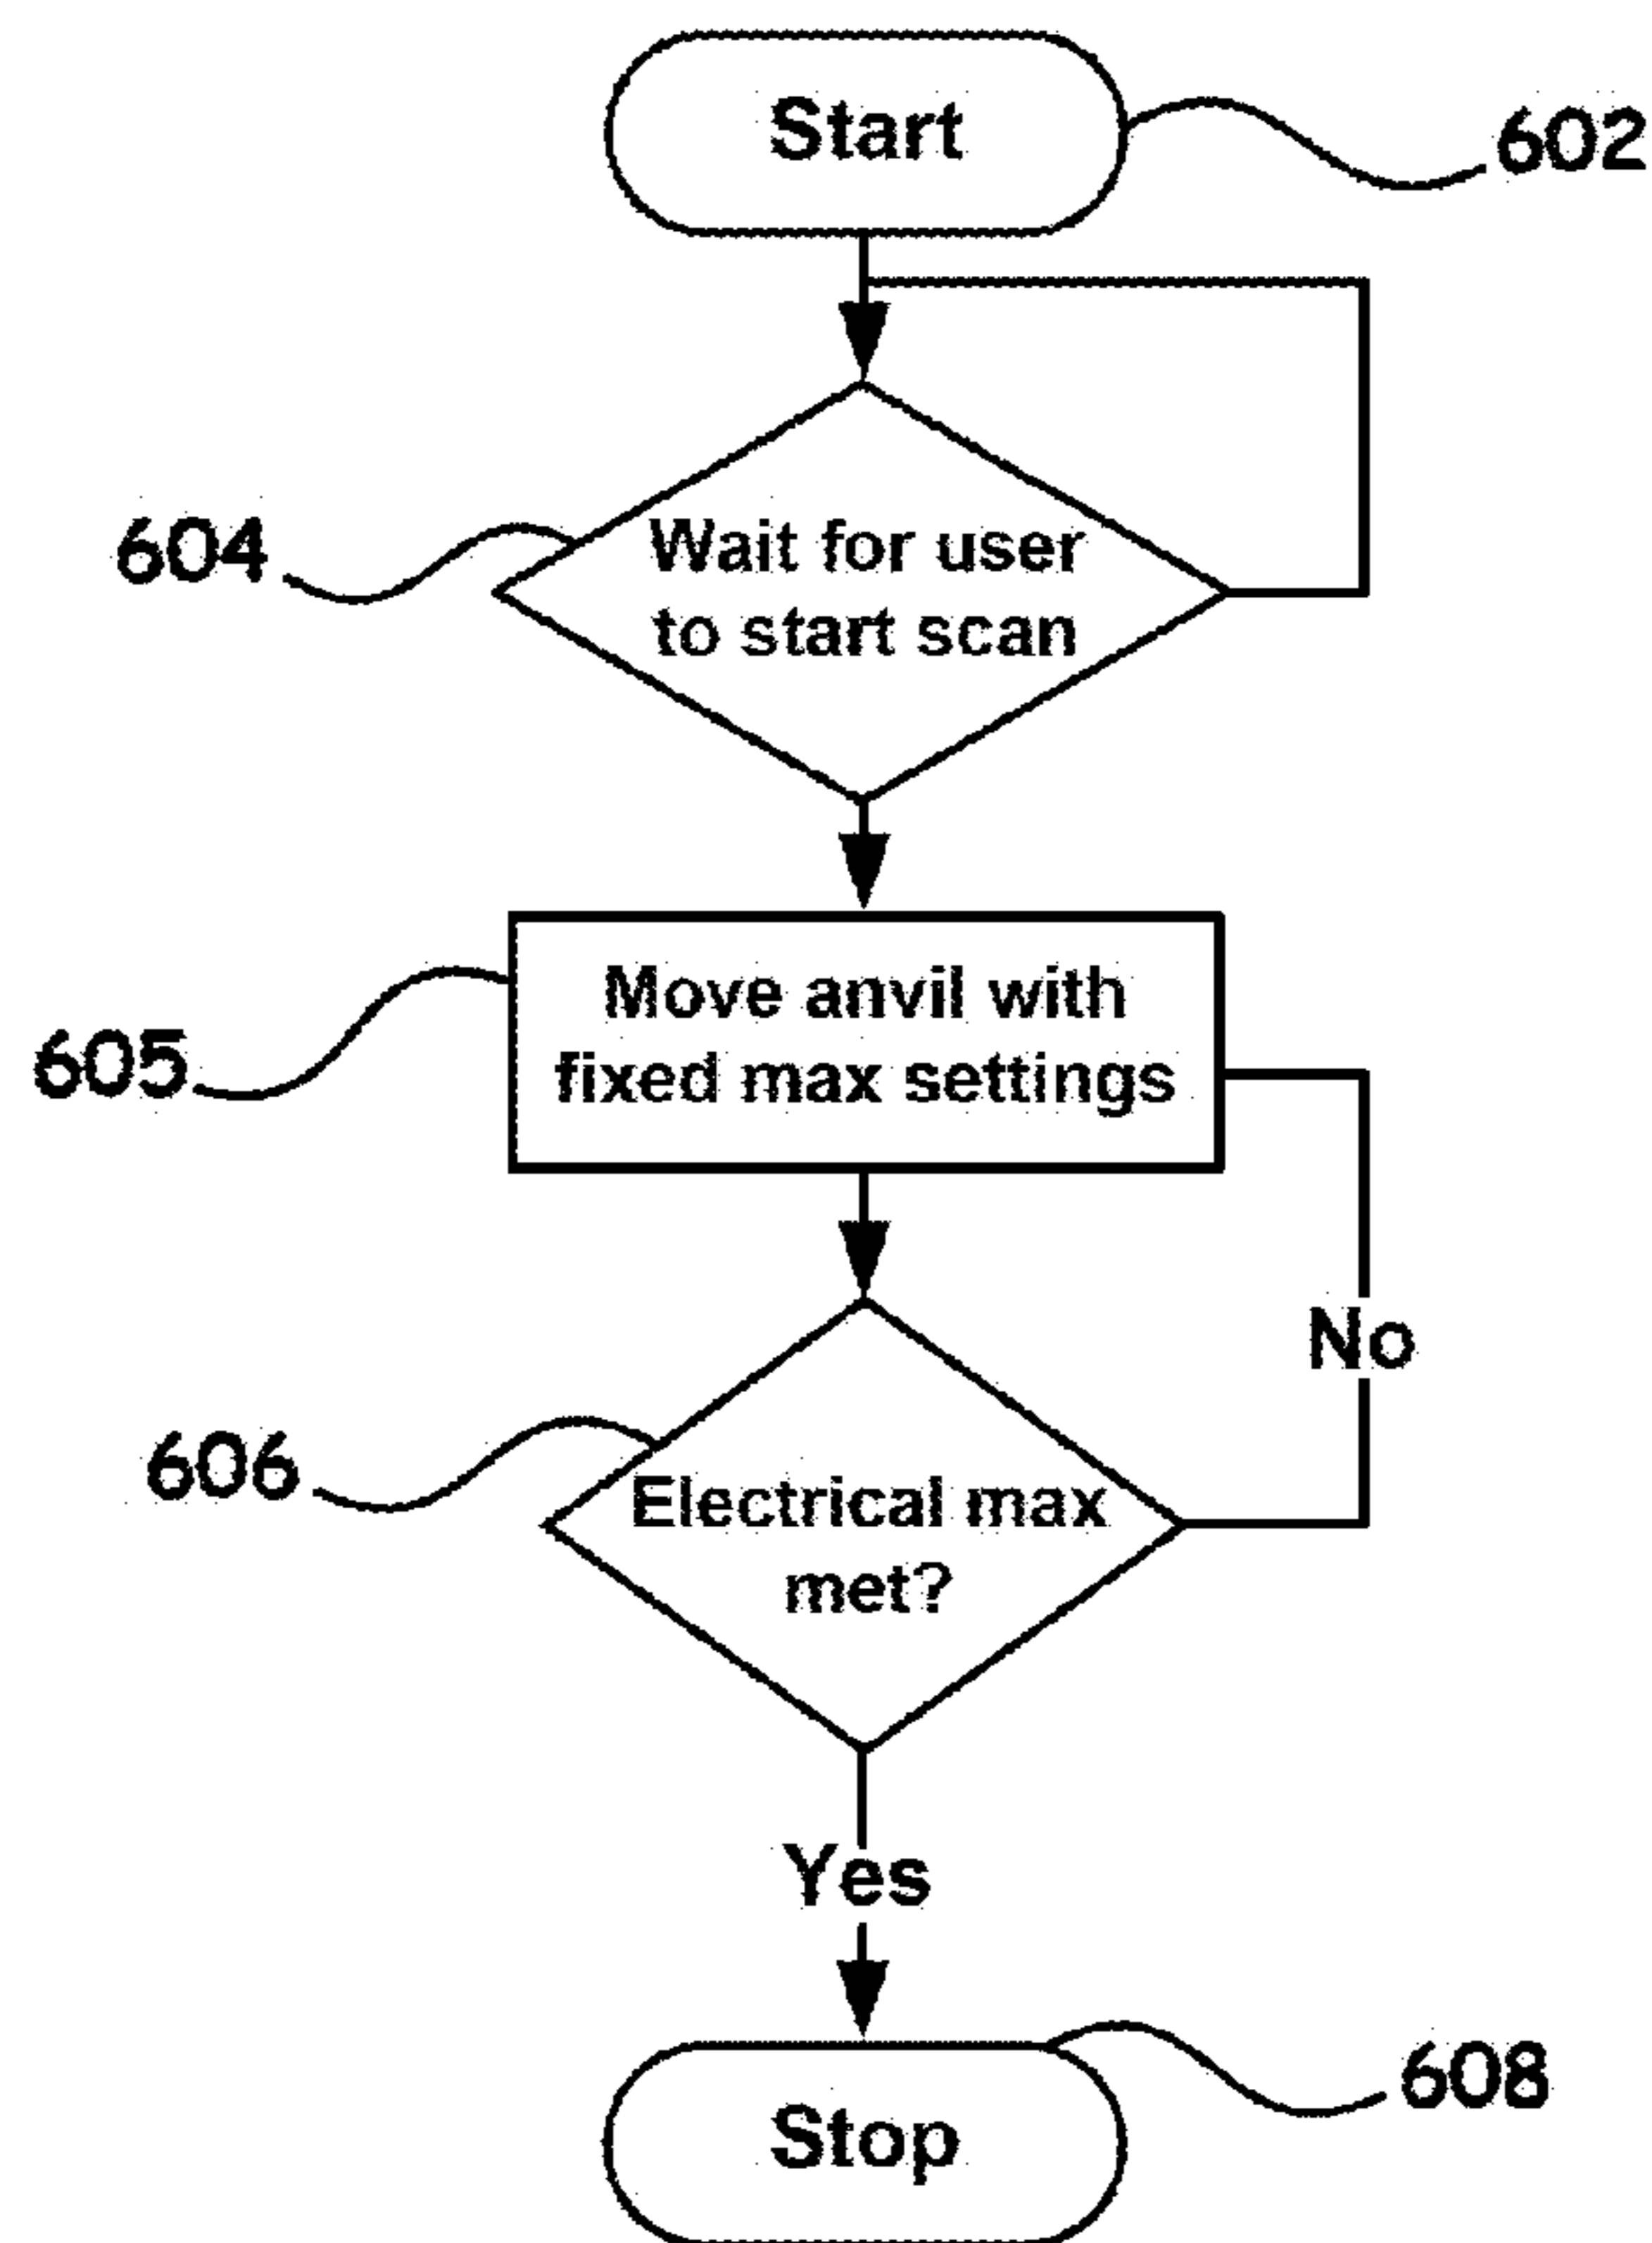 Start
602
604
Wait for user
to start scan
Move anvil with
fixed max settings
605
No
606
Electrical max
met?
Yes
608
Stop